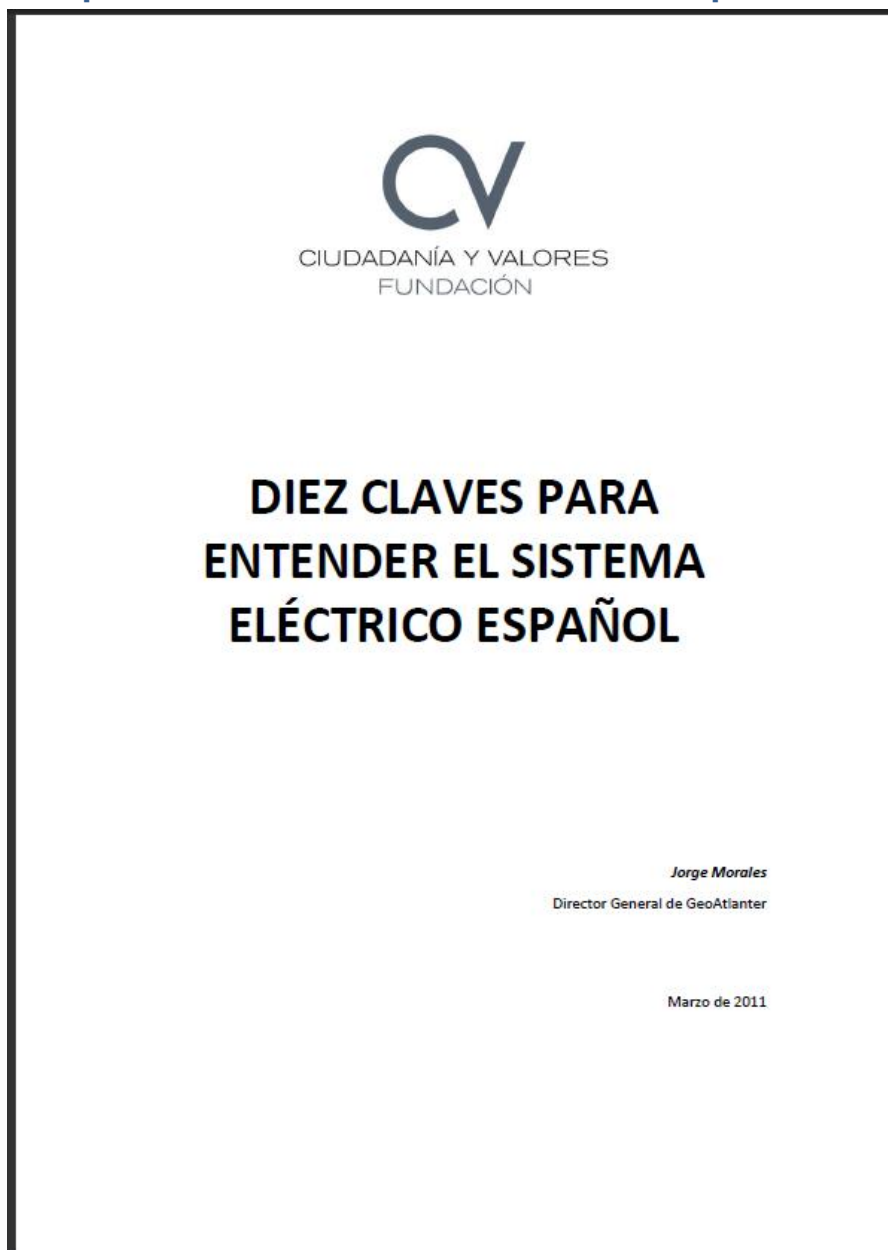 CV
CIUDADANÍA Y VALORES
FUNDACIÓN
DIEZ CLAVES PARA
ENTENDER EL SISTEMA
ELÉCTRICO ESPAÑOL
Jorge Morales
Director General de GeoAtlanter
Marzo de 2011